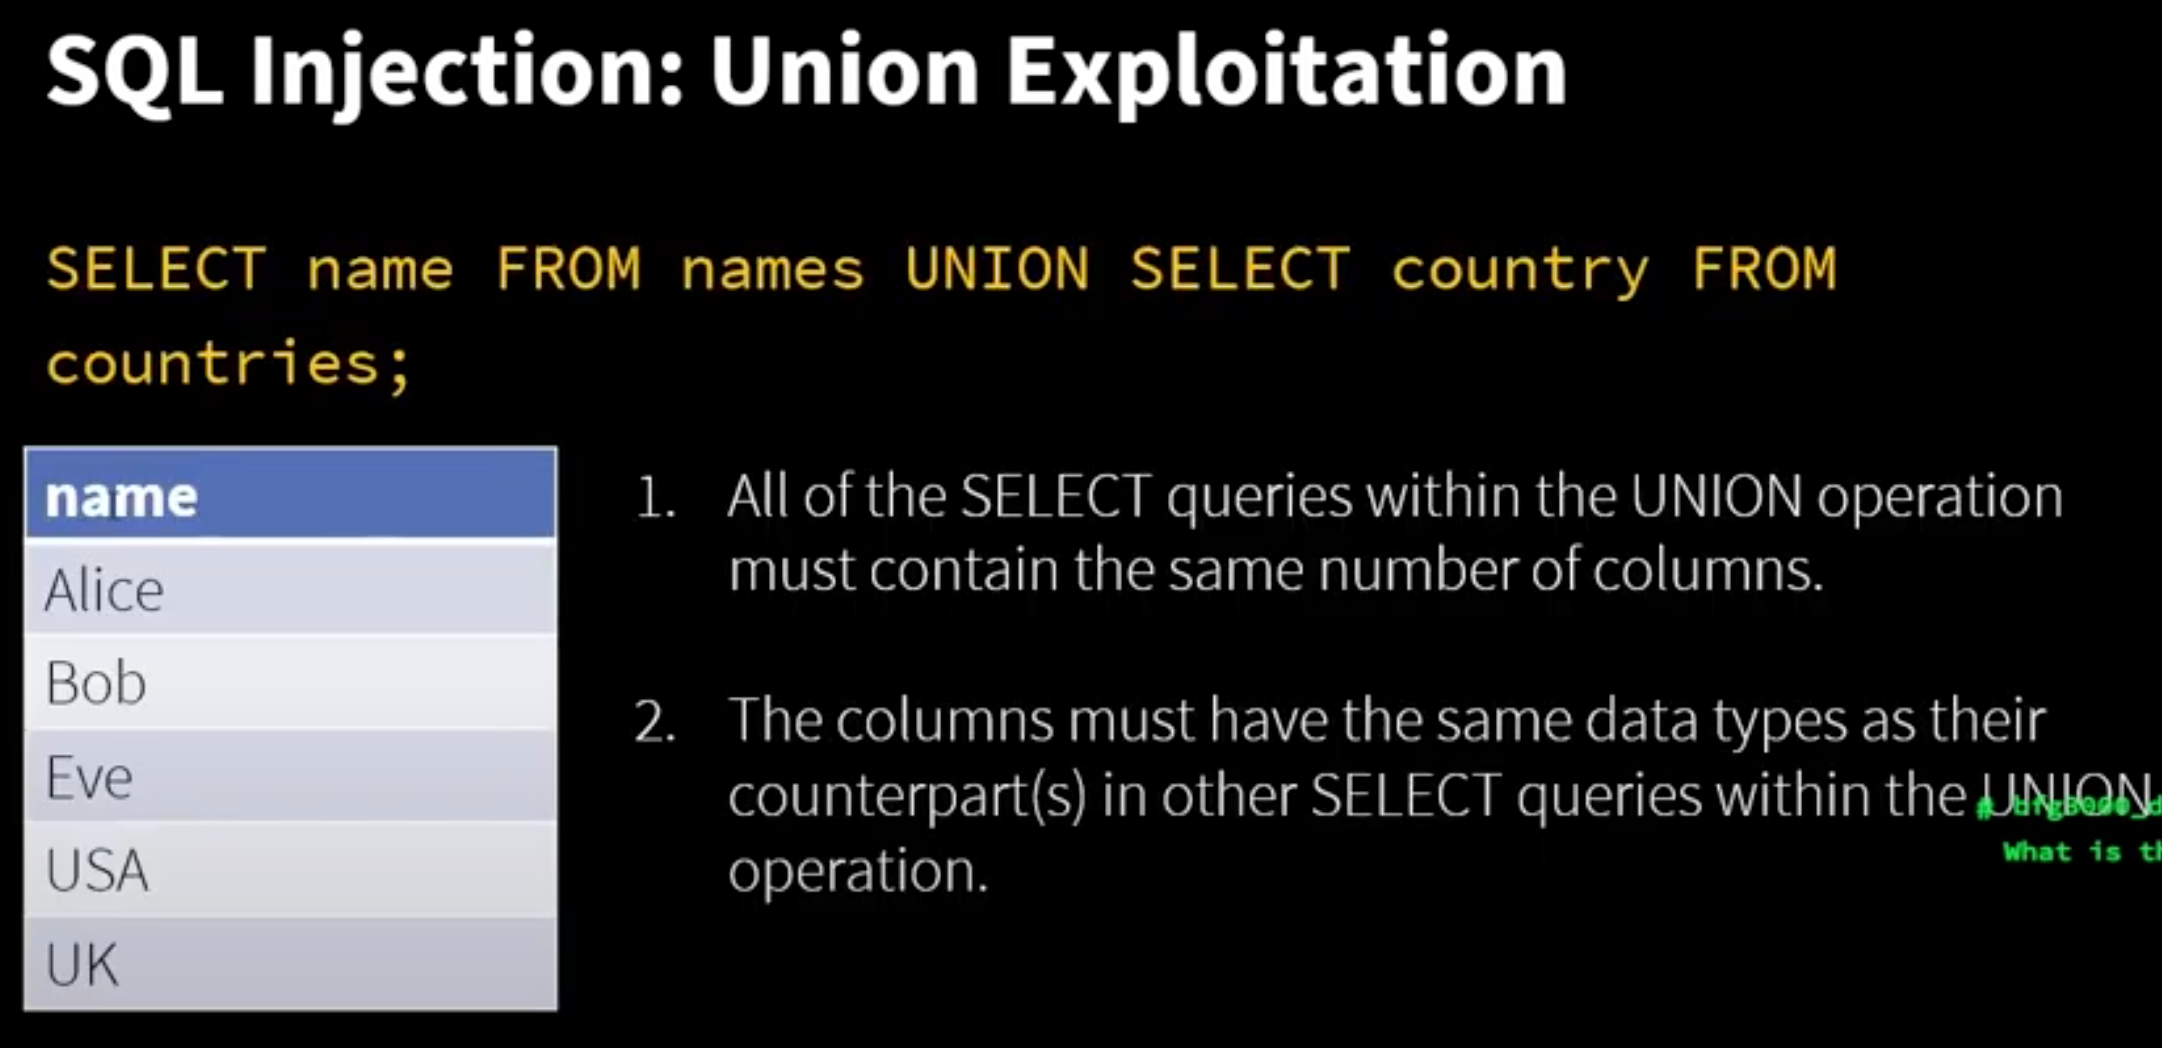 SQL Injection: Union Exploitation
SELECT name FROM names UNION SELECT country FROM
countries;
name
Alice
Bob
Eve
USA
UK
1. All of the SELECT queries within the UNION operation
must contain the same number of columns.
2. The columns must have the same data types as their
counterpart(s) in other SELECT queries within the UNION
operation.
# bfg3000_d
What is th